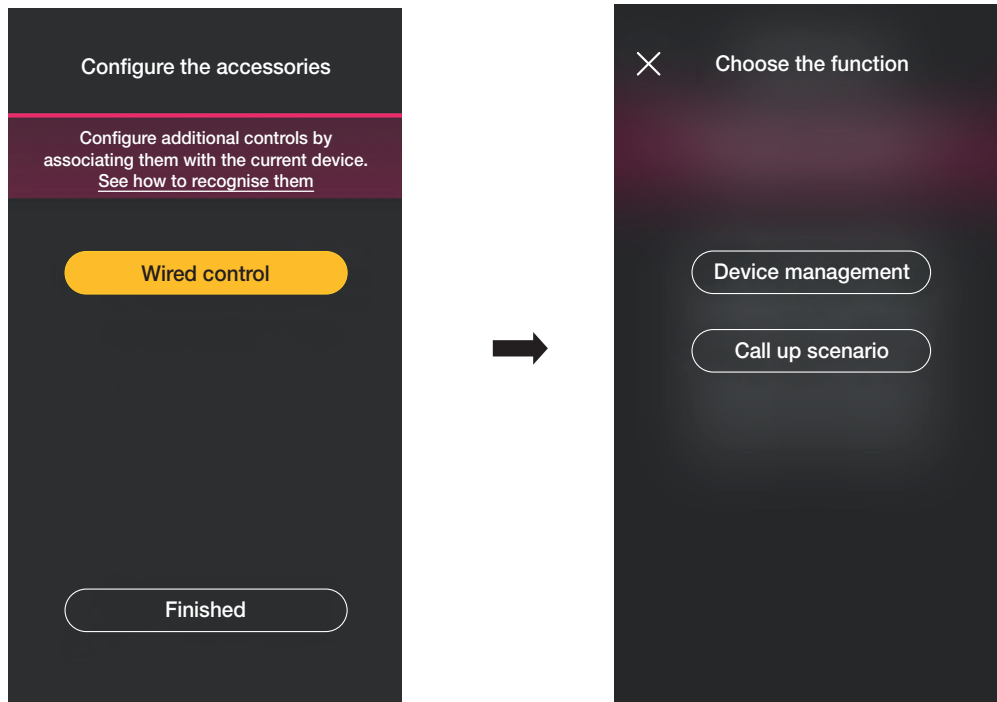 Configure the accessories
Configure additional controls by
associating them with the current device.
See how to recognise them
Wired control
Finished
Choose the function
Device management
Call up scenario